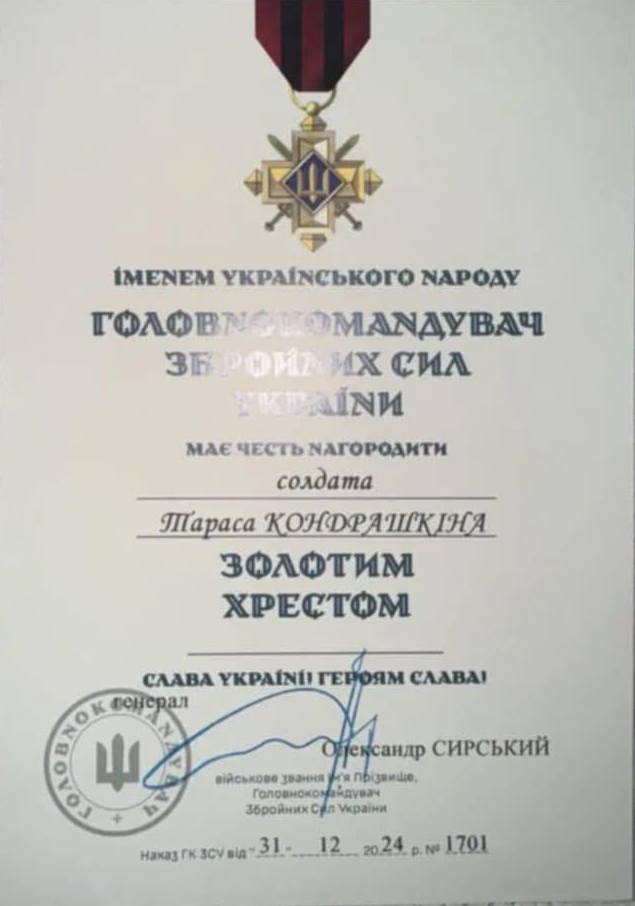 ІМЕНЕМ УКРАЇНСЬКОГО НАРОДУ
ГОЛОВНОКОМАНДУВАЧ
ЗБРОЙНИХ СИЛ
УКРАЇНИ
МАЄ ЧЕСТЬ НАГОРОДИТИ
солдата
Тараса КОНДРАШКІНА
ЗОЛОТИМ
ХРЕСТОМ
СЛАВА УКРАЇНІ! ГЕРОЯМ СЛАВА!
генерал
ГОЛОВНОКОМАНДУВАЧ
Олександр СИРСЬКИЙ
військове звання Ім'я Прізвище,
Головнокомандувач
Збройних Сил України
Наказ ГК ЗСУ від "31" 12 2024 р. № 1701